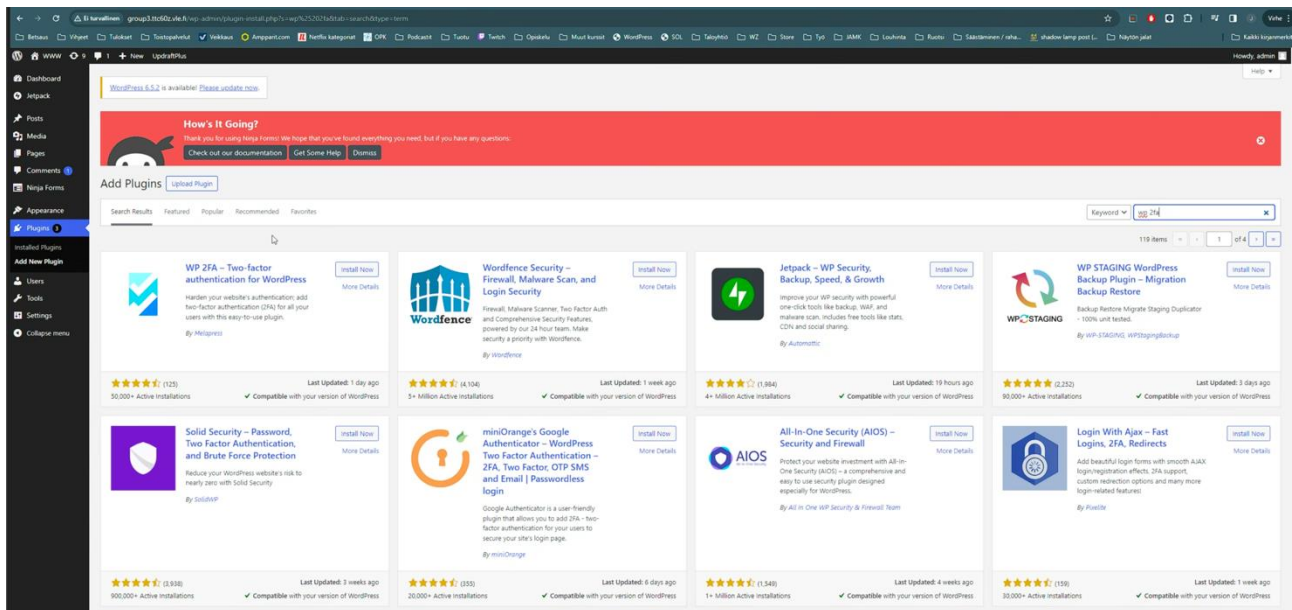 Ei turvallinen group3.ttc60z.vle.fi/wp-admin/plugin-install.php?s=wp%25202fa&tab=search&type=term
Virhe
Betsaus Vihjeet Tulokset Toistopalvelut Veikkaus Ampparit.com Netflix kategoriat OPK Podcastit Tuotu Twitch Opiskelu Muut kurssit WordPress SOL Taloyhtiö WZ Store Työ JAMK Louhinta Ruotsi Säästäminen / raha... shadow lamp post (... Näytön jalat Kaikki kirjanmerkit
WWW 9 1 New UpdraftPlus Howdy, admin
Help
Dashboard
Jetpack
Posts
Media
Pages
Comments 1
Ninja Forms
Appearance
Plugins 3
Installed Plugins
Add New Plugin
Users
Tools
Settings
Collapse menu
WordPress 6.5.2 is available! Please update now.
How's It Going?
Thank you for using Ninja Forms! We hope that you've found everything you need, but if you have any questions:
Check out our documentation Get Some Help Dismiss
Add Plugins Upload Plugin
Search Results Featured Popular Recommended Favorites Keyword wp 2fa
119 items « ‹ 1 of 4 › »
WP 2FA – Two-factor
authentication for WordPress
Install Now
More Details
Harden your website's authentication; add
two-factor authentication (2FA) for all your
users with this easy-to-use plugin.
By Melapress
(125)
50,000+ Active Installations
Last Updated: 1 day ago
Compatible with your version of WordPress
Wordfence
Wordfence Security –
Firewall, Malware Scan, and
Login Security
Install Now
More Details
Firewall, Malware Scanner, Two Factor Auth
and Comprehensive Security Features,
powered by our 24 hour team. Make
security a priority with Wordfence.
By Wordfence
(4,104)
5+ Million Active Installations
Last Updated: 1 week ago
Compatible with your version of WordPress
Jetpack – WP Security,
Backup, Speed, & Growth
Install Now
More Details
Improve your WP security with powerful
one-click tools like backup, WAF, and
malware scan. Includes free tools like stats,
CDN and social sharing.
By Automattic
(1,984)
4+ Million Active Installations
Last Updated: 19 hours ago
Compatible with your version of WordPress
WP STAGING
WP STAGING WordPress
Backup Plugin – Migration
Backup Restore
Install Now
More Details
Backup Restore Migrate Staging Duplicator
- 100% unit tested.
By WP-STAGING, WPStagingBackup
(2,252)
90,000+ Active Installations
Last Updated: 3 days ago
Compatible with your version of WordPress
Solid Security – Password,
Two Factor Authentication,
and Brute Force Protection
Install Now
More Details
Reduce your WordPress website's risk to
nearly zero with Solid Security
By SolidWP
(3,938)
900,000+ Active Installations
Last Updated: 3 weeks ago
Compatible with your version of WordPress
miniOrange's Google
Authenticator – WordPress
Two Factor Authentication –
2FA, Two Factor, OTP SMS
and Email | Passwordless
login
Install Now
More Details
Google Authenticator is a user-friendly
plugin that allows you to add 2FA - two-
factor authentication for your users to
secure your site's login page.
By miniOrange
(355)
20,000+ Active Installations
Last Updated: 6 days ago
Compatible with your version of WordPress
AIOS
All-In-One Security (AIOS) –
Security and Firewall
Install Now
More Details
Protect your website investment with All-In-
One Security (AIOS) – a comprehensive and
easy to use security plugin designed
especially for WordPress.
By All in One WP Security & Firewall Team
(1,349)
1+ Million Active Installations
Last Updated: 4 weeks ago
Compatible with your version of WordPress
Login With Ajax – Fast
Logins, 2FA, Redirects
Install Now
More Details
Add beautiful login forms with smooth AJAX
login/registration effects, 2FA support,
custom redirection options and many more
login-related features!
By Pixelite
(159)
30,000+ Active Installations
Last Updated: 1 week ago
Compatible with your version of WordPress